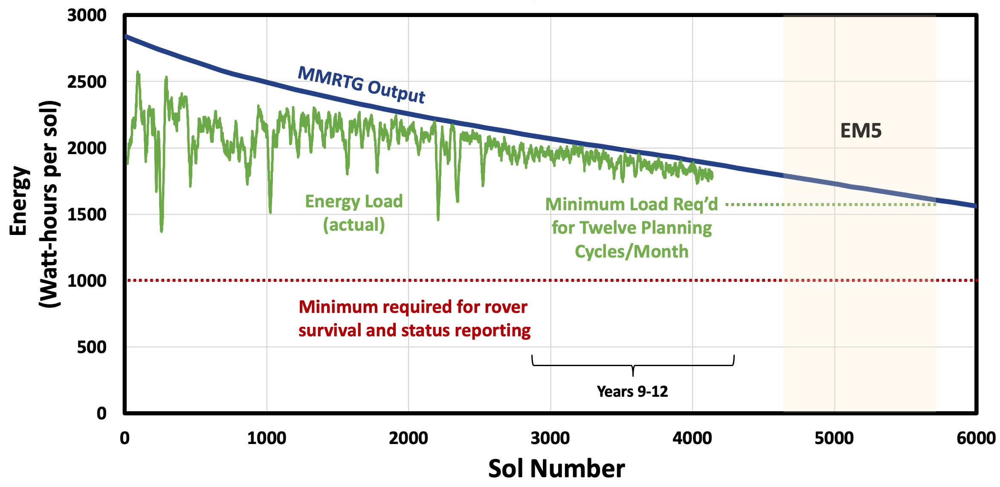 3000
2500
2000
1500
1000
500
0
Energy
(Watt-hours per sol)
MMRTG Output
EM5
Energy Load
(actual)
Minimum Load Req’d
for Twelve Planning
Cycles/Month
Minimum required for rover
survival and status reporting
Years 9-12
0 1000 2000 3000 4000 5000 6000
Sol Number